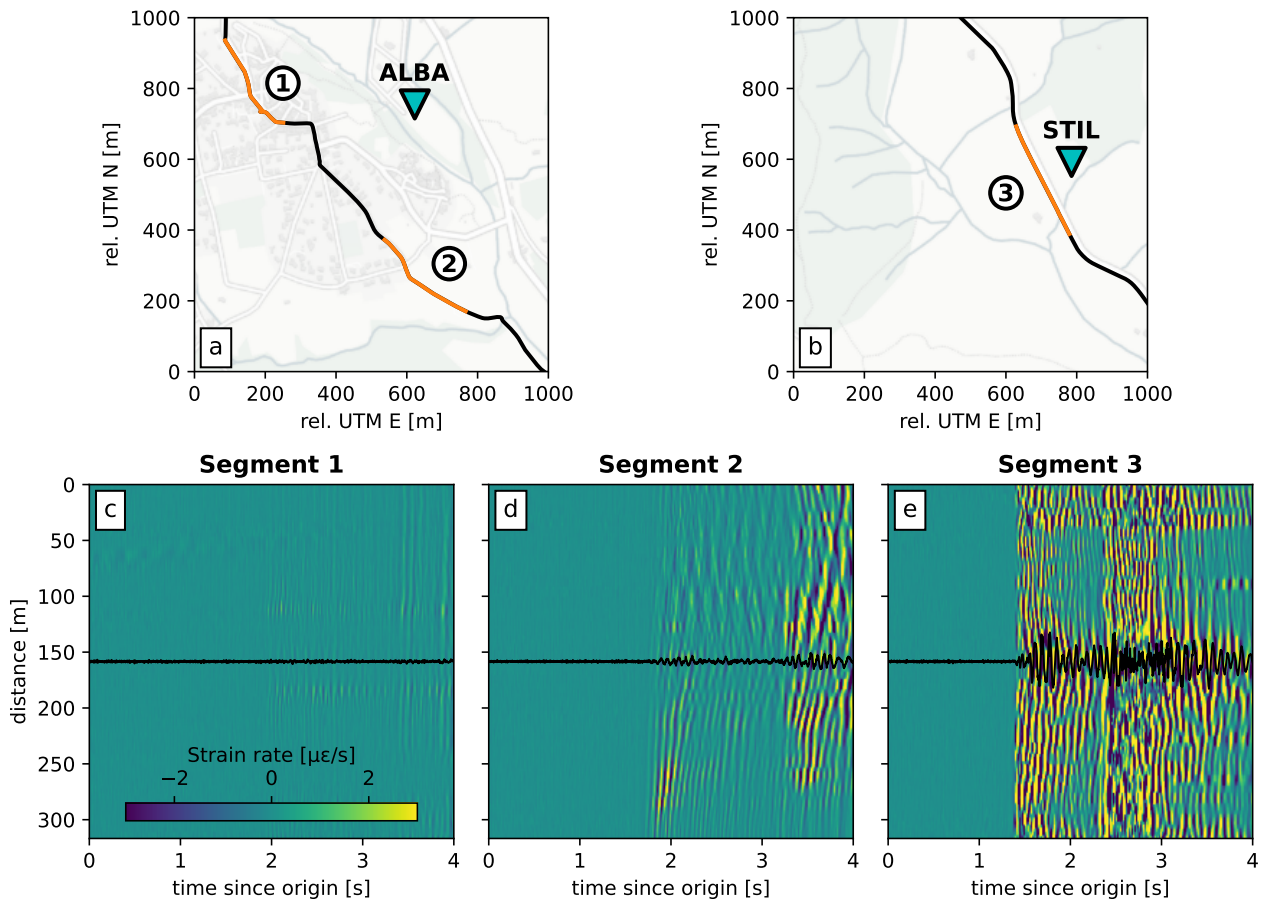 1000
800
600
400
200
0
rel. UTM N [m]
1
ALBA
2
a
0 200 400 600 800 1000
rel. UTM E [m]
1000
800
600
400
200
0
rel. UTM N [m]
STIL
3
b
0 200 400 600 800 1000
rel. UTM E [m]
Segment 1
Segment 2
Segment 3
0
50
100
150
200
250
300
distance [m]
c
Strain rate [με/s]
−2 0 2
0 1 2 3 4
time since origin [s]
d
0 1 2 3 4
time since origin [s]
e
0 1 2 3 4
time since origin [s]